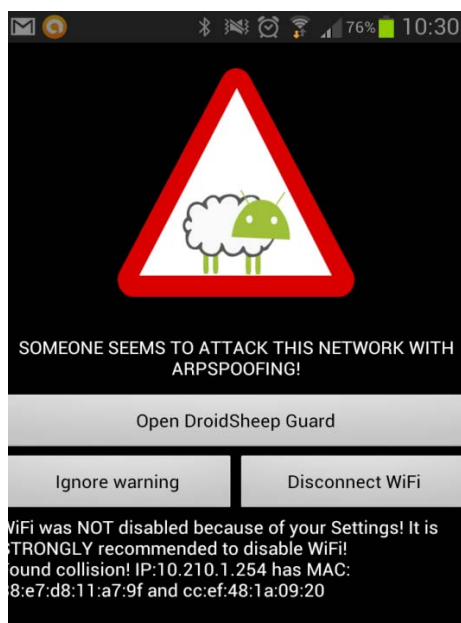 76% 10:30
SOMEONE SEEMS TO ATTACK THIS NETWORK WITH
ARPSPOOFING!
Open DroidSheep Guard
Ignore warning
Disconnect WiFi
WiFi was NOT disabled because of your Settings! It is
STRONGLY recommended to disable WiFi!
Found collision! IP:10.210.1.254 has MAC:
8:e7:d8:11:a7:9f and cc:ef:48:1a:09:20